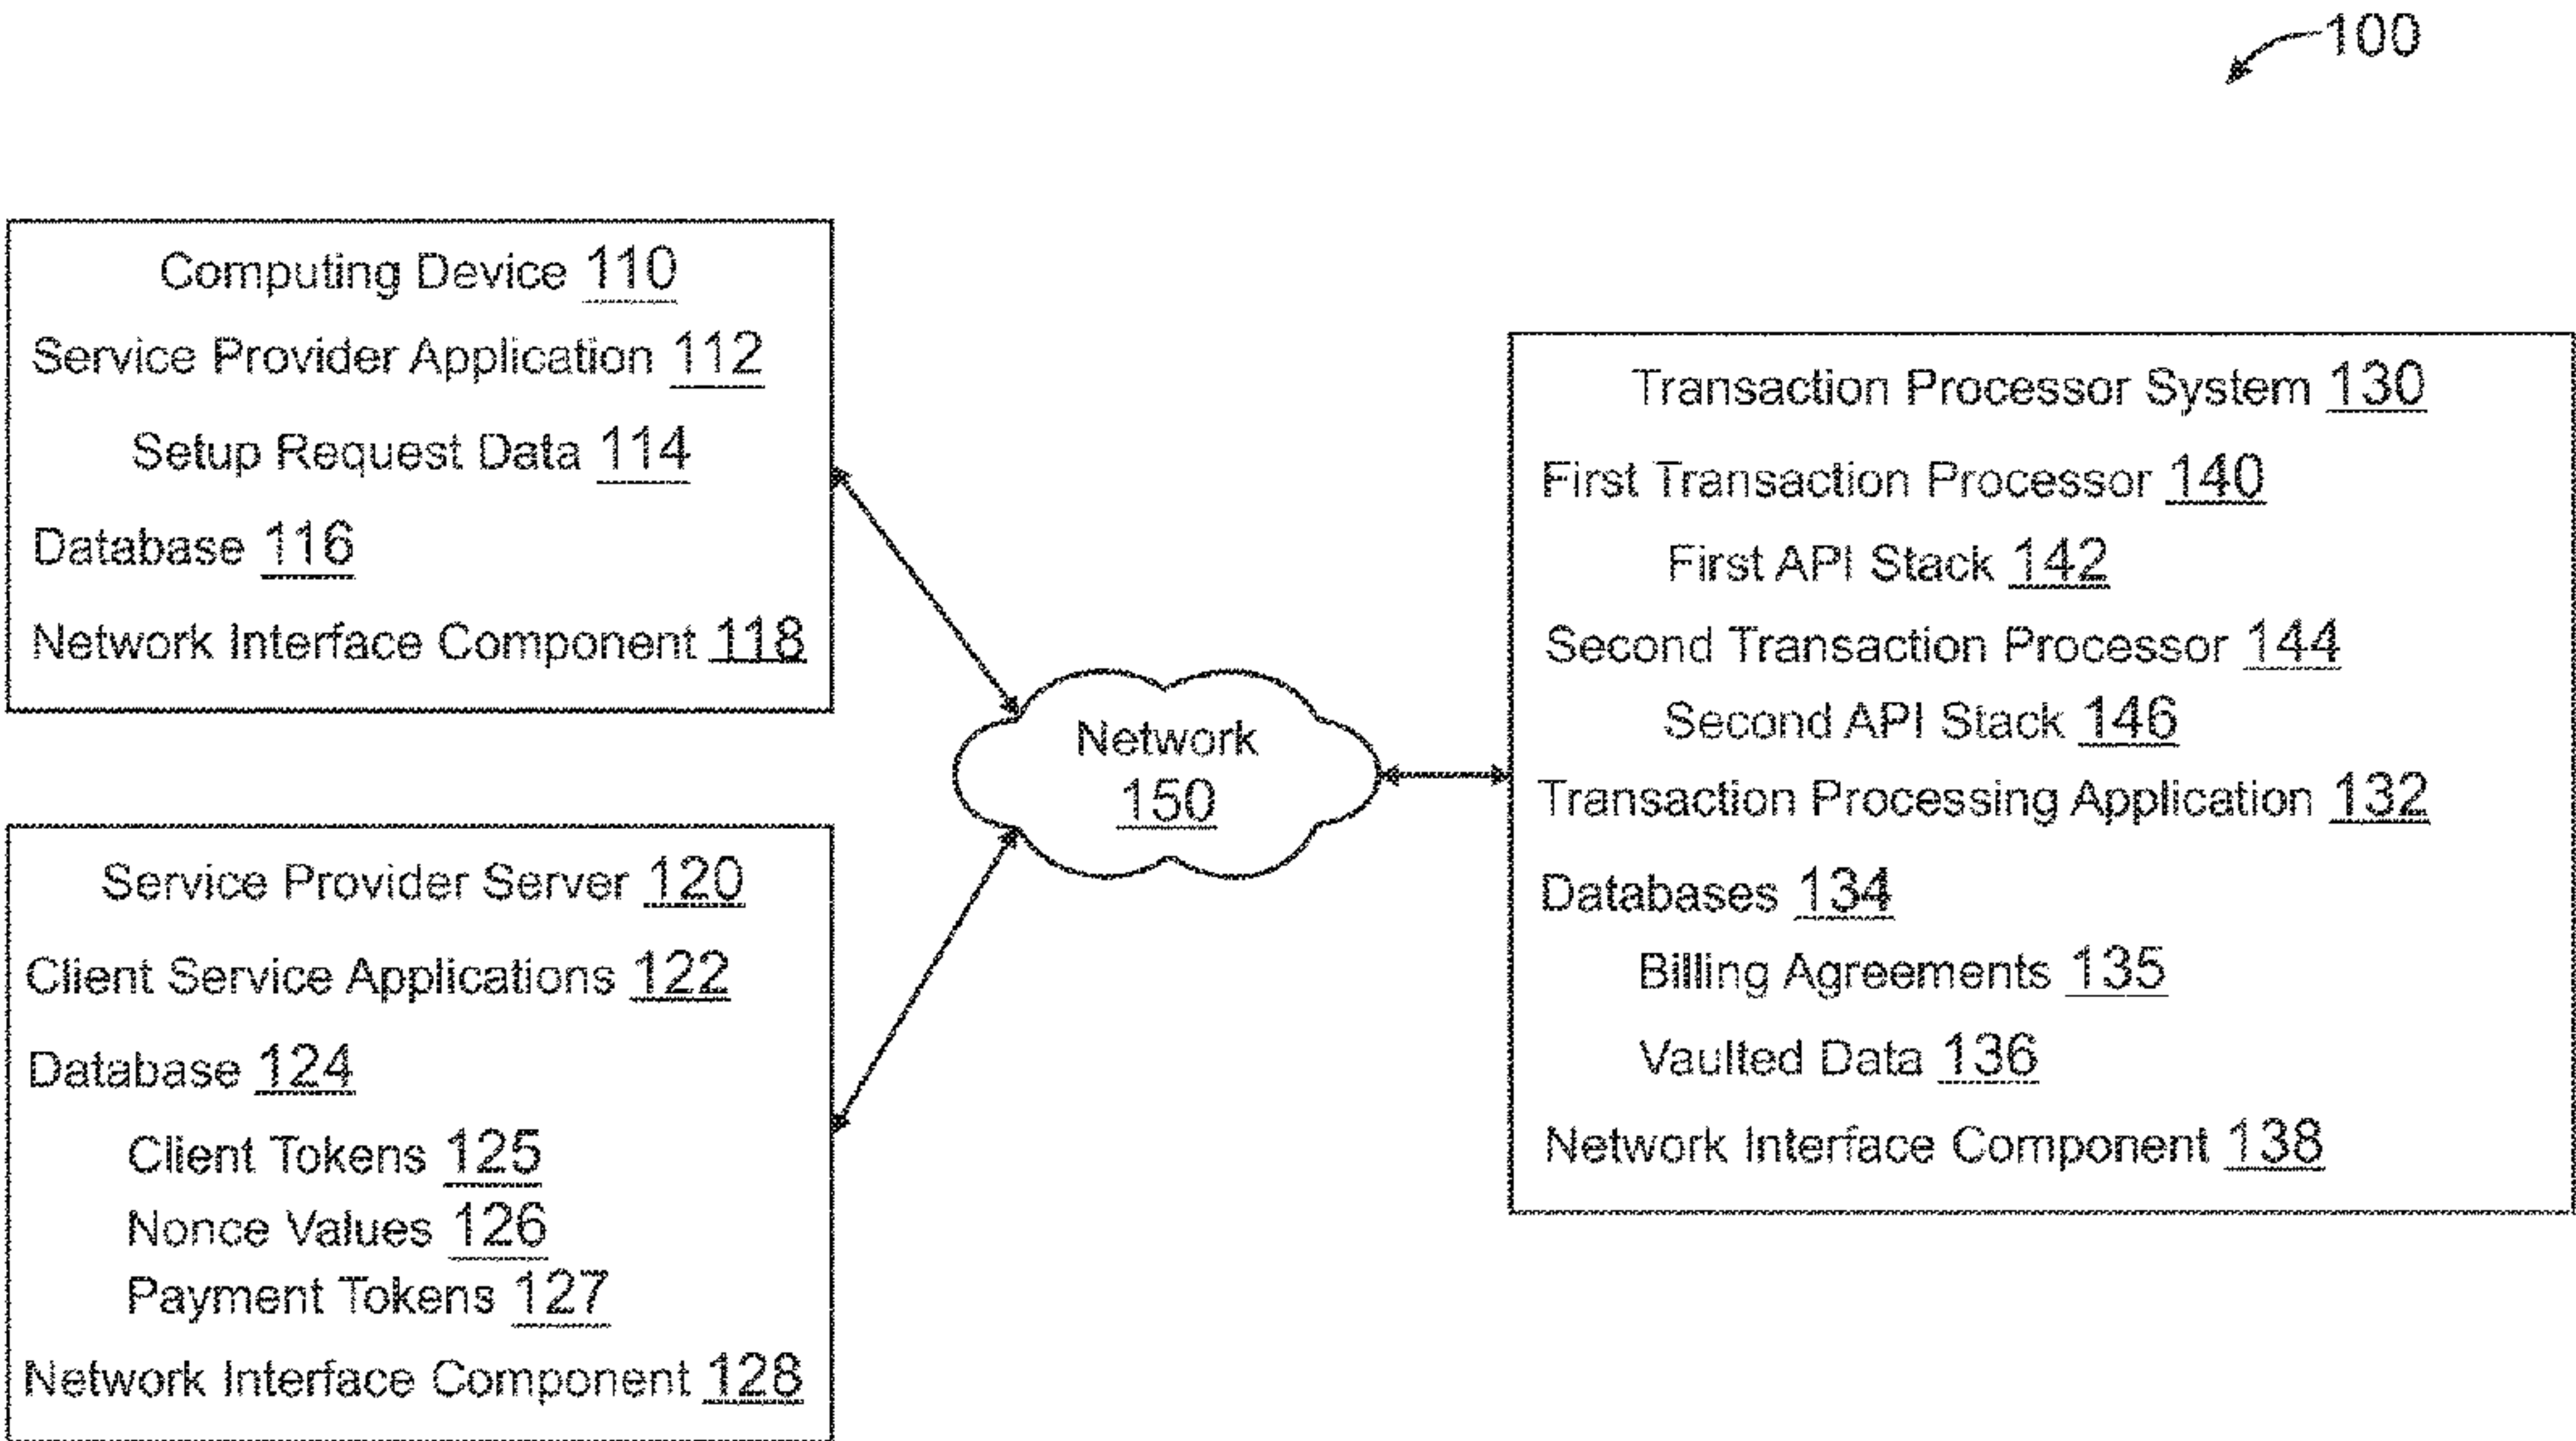 100
Computing Device 110
Service Provider Application 112
Setup Request Data 114
Database 116
Network Interface Component 118
Service Provider Server 120
Client Service Applications 122
Database 124
Client Tokens 125
Nonce Values 126
Payment Tokens 127
Network Interface Component 128
Network
150
Transaction Processor System 130
First Transaction Processor 140
First API Stack 142
Second Transaction Processor 144
Second API Stack 146
Transaction Processing Application 132
Databases 134
Billing Agreements 135
Vaulted Data 136
Network Interface Component 138